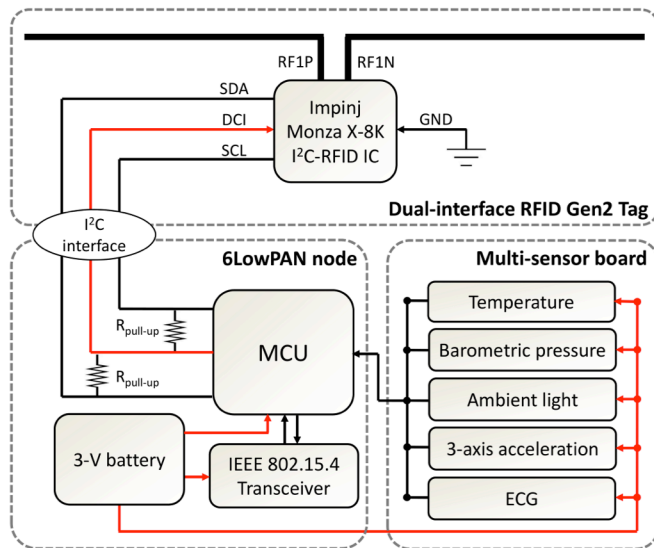 RF1P
RF1N
SDA
DCI
SCL
Impinj
Monza X-8K
I²C-RFID IC
GND
Dual-interface RFID Gen2 Tag
I²C
interface
6LowPAN node
Multi-sensor board
R pull-up
R pull-up
MCU
3-V battery
IEEE 802.15.4
Transceiver
Temperature
Barometric pressure
Ambient light
3-axis acceleration
ECG